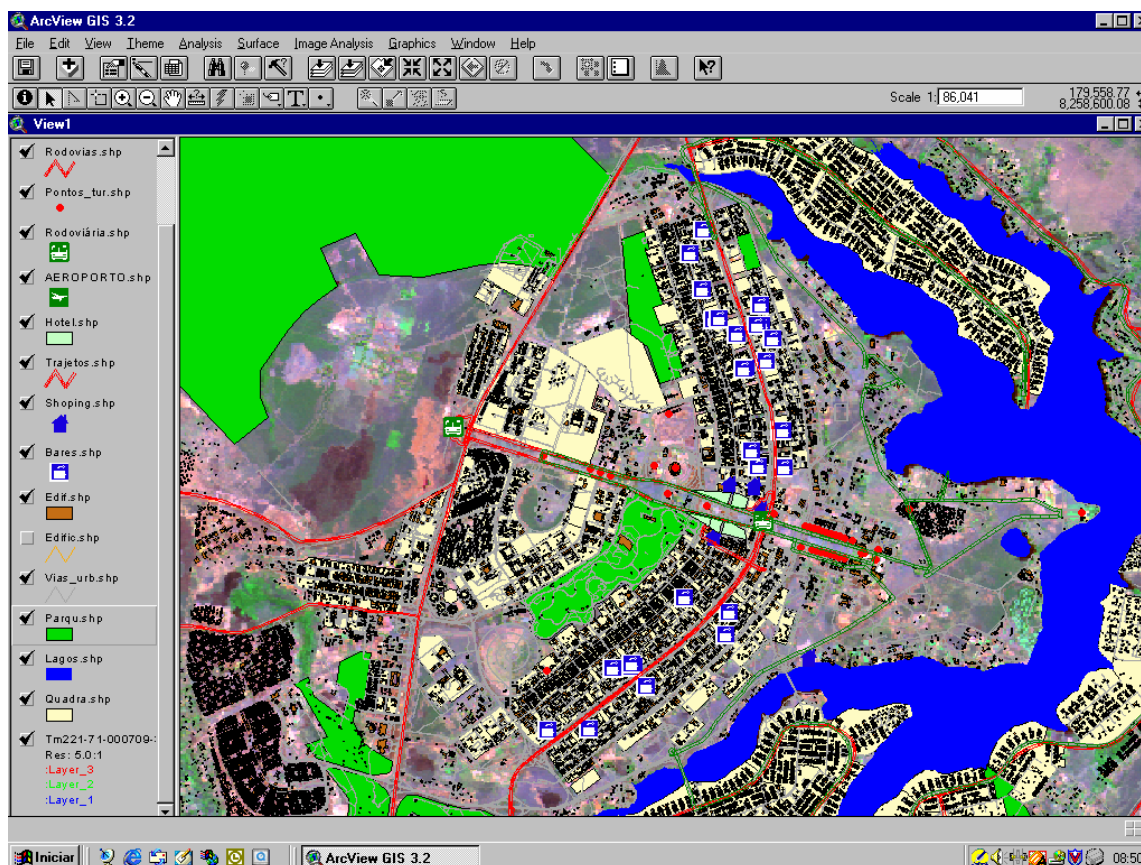 ArcView GIS 3.2
File Edit View Theme Analysis Surface Image Analysis Graphics Window Help
Scale 1: 86,041
179,558.77
8,258,600.08
View1
Rodovias.shp
Pontos_tur.shp
Rodoviária.shp
AEROPORTO.shp
Hotel.shp
Trajetos.shp
Shoping.shp
Bares.shp
Edif.shp
Edific.shp
Vias_urb.shp
Parqu.shp
Lagos.shp
Quadra.shp
Tm221-71-000709-
Res: 5.0:1
:Layer_3
:Layer_2
:Layer_1
Iniciar ArcView GIS 3.2